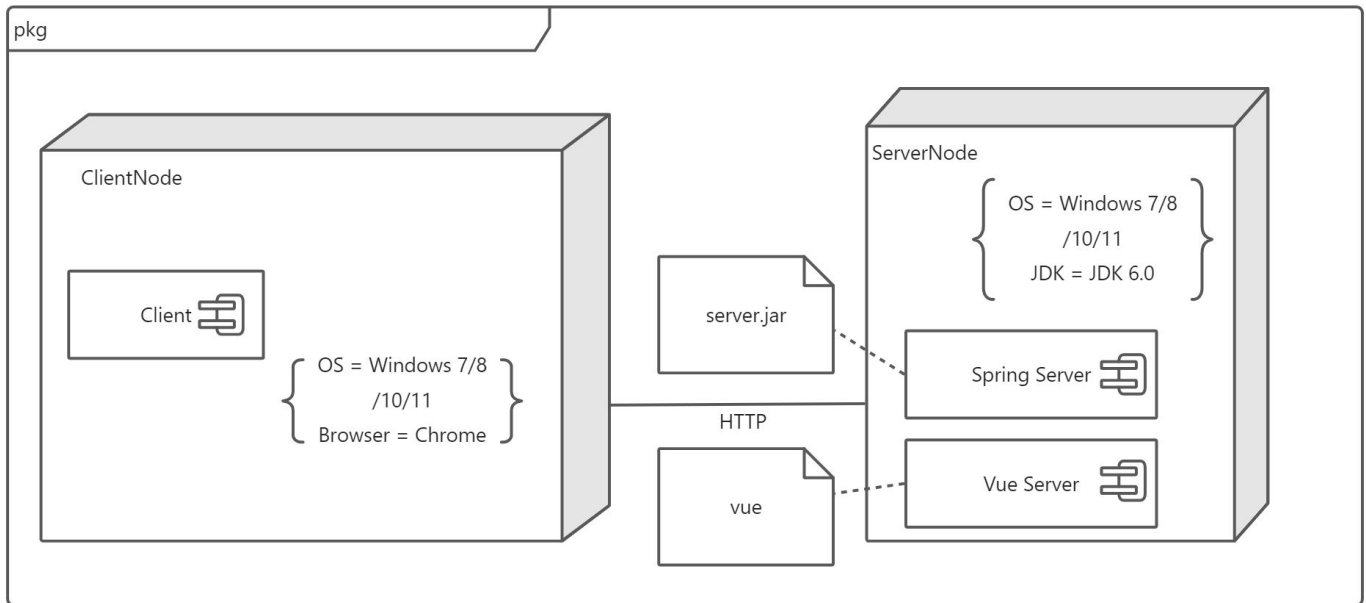 pkg
ClientNode
Client
OS = Windows 7/8
/10/11
Browser = Chrome
server.jar
HTTP
vue
ServerNode
OS = Windows 7/8
/10/11
JDK = JDK 6.0
Spring Server
Vue Server